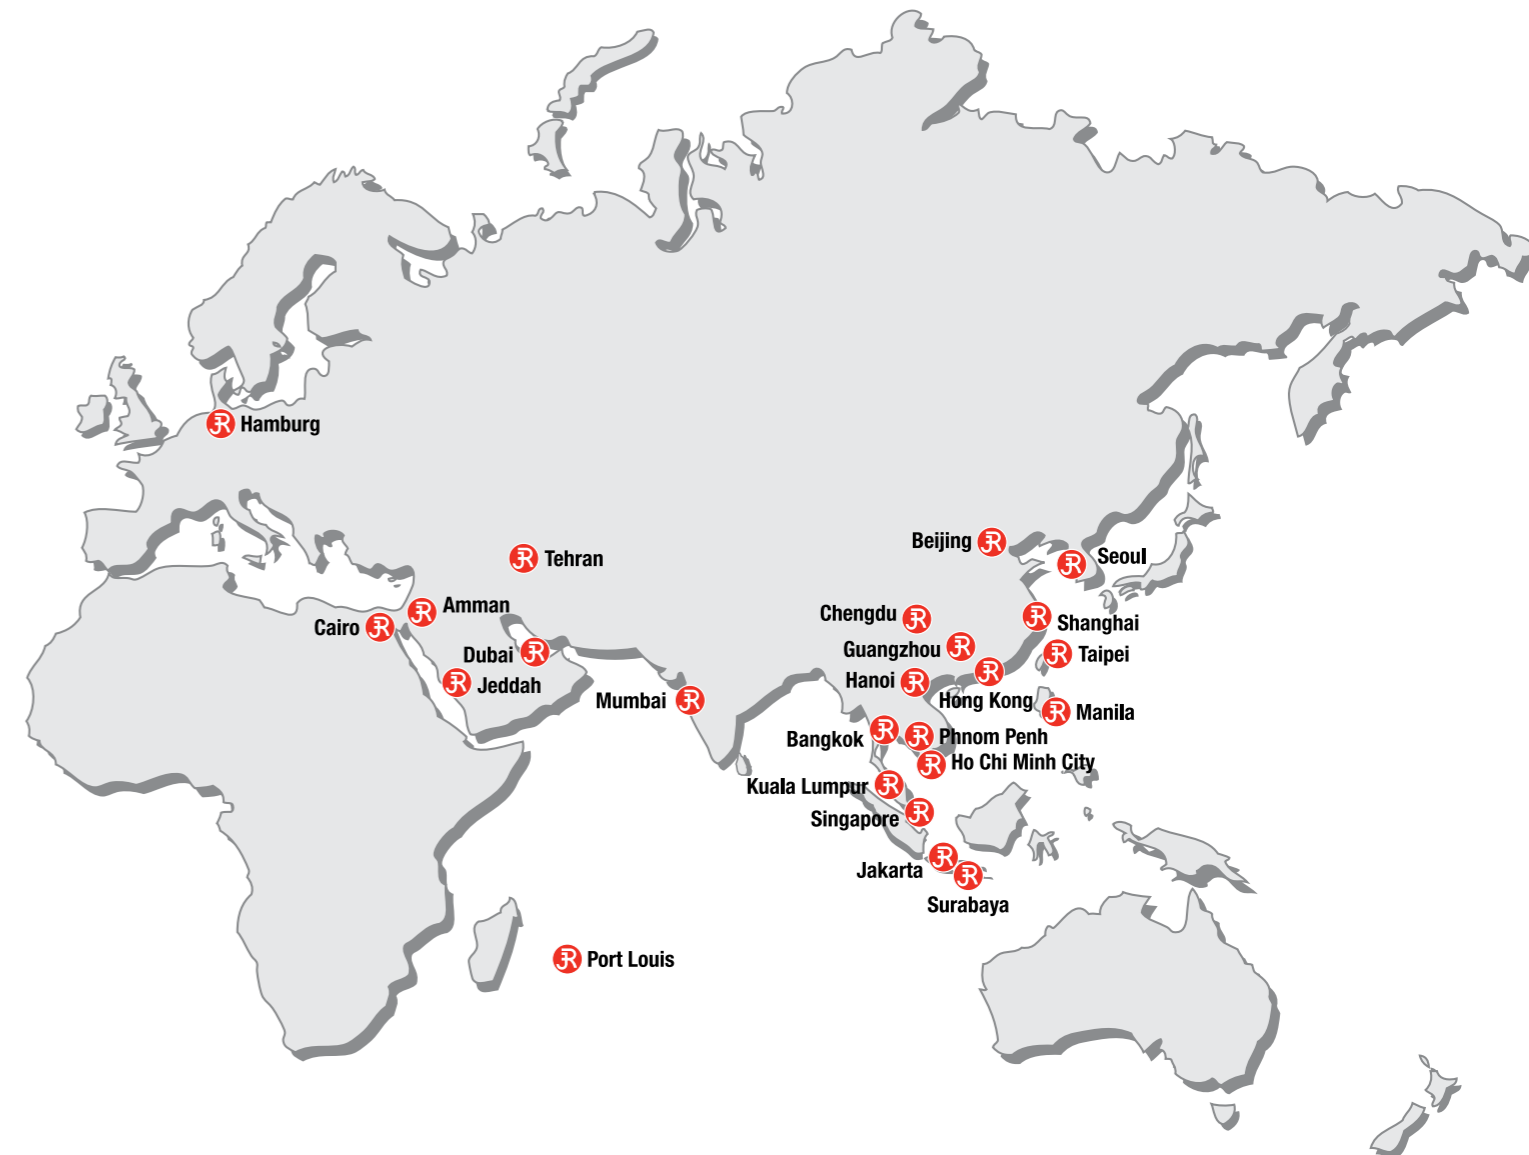 Hamburg
Beijing
Seoul
Tehran
Amman
Chengdu
Cairo
Shanghai
Guangzhou
Dubai
Taipei
Hanoi
Jeddah
Hong Kong
Mumbai
Manila
Bangkok
Phnom Penh
Ho Chi Minh City
Kuala Lumpur
Singapore
Jakarta
Surabaya
Port Louis